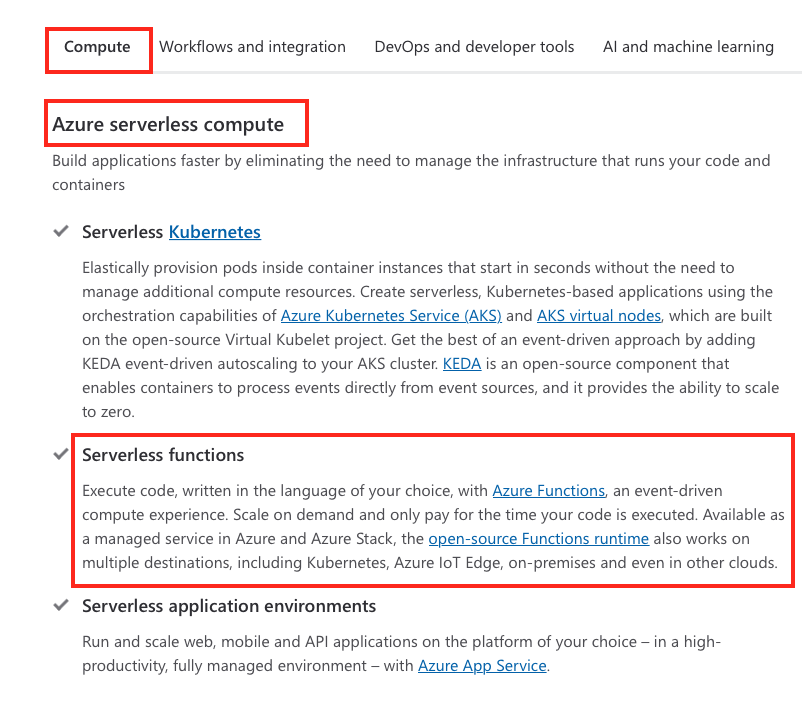 Compute Workflows and integration DevOps and developer tools AI and machine learning
Azure serverless compute
Build applications faster by eliminating the need to manage the infrastructure that runs your code and
containers
Serverless Kubernetes
Elastically provision pods inside container instances that start in seconds without the need to
manage additional compute resources. Create serverless, Kubernetes-based applications using the
orchestration capabilities of Azure Kubernetes Service (AKS) and AKS virtual nodes, which are built
on the open-source Virtual Kubelet project. Get the best of an event-driven approach by adding
KEDA event-driven autoscaling to your AKS cluster. KEDA is an open-source component that
enables containers to process events directly from event sources, and it provides the ability to scale
to zero.
Serverless functions
Execute code, written in the language of your choice, with Azure Functions, an event-driven
compute experience. Scale on demand and only pay for the time your code is executed. Available as
a managed service in Azure and Azure Stack, the open-source Functions runtime also works on
multiple destinations, including Kubernetes, Azure IoT Edge, on-premises and even in other clouds.
Serverless application environments
Run and scale web, mobile and API applications on the platform of your choice – in a high-
productivity, fully managed environment – with Azure App Service.